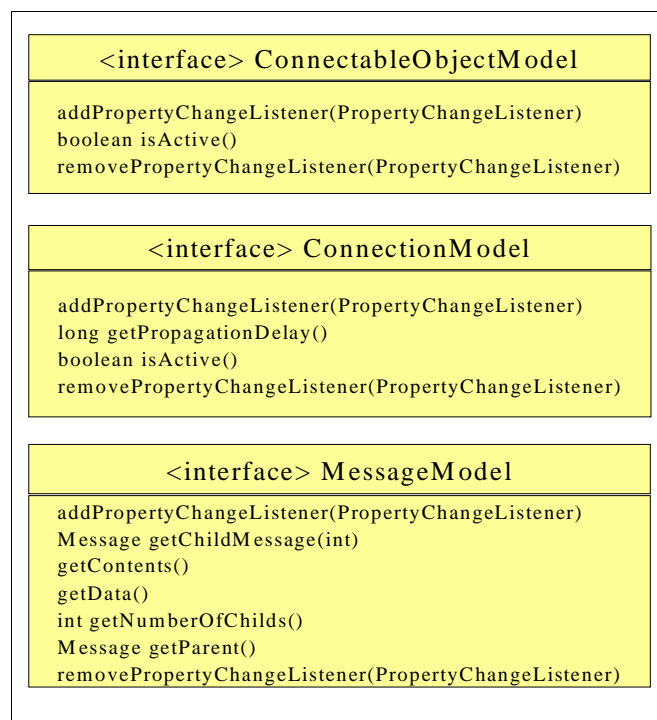 <interface> ConnectableObjectModel
addPropertyChangeListener(PropertyChangeListener)
boolean isActive()
removePropertyChangeListener(PropertyChangeListener)
<interface> ConnectionModel
addPropertyChangeListener(PropertyChangeListener)
long getPropagationDelay()
boolean isActive()
removePropertyChangeListener(PropertyChangeListener)
<interface> MessageModel
addPropertyChangeListener(PropertyChangeListener)
Message getChildMessage(int)
getContents()
getData()
int getNumberOfChilds()
Message getParent()
removePropertyChangeListener(PropertyChangeListener)